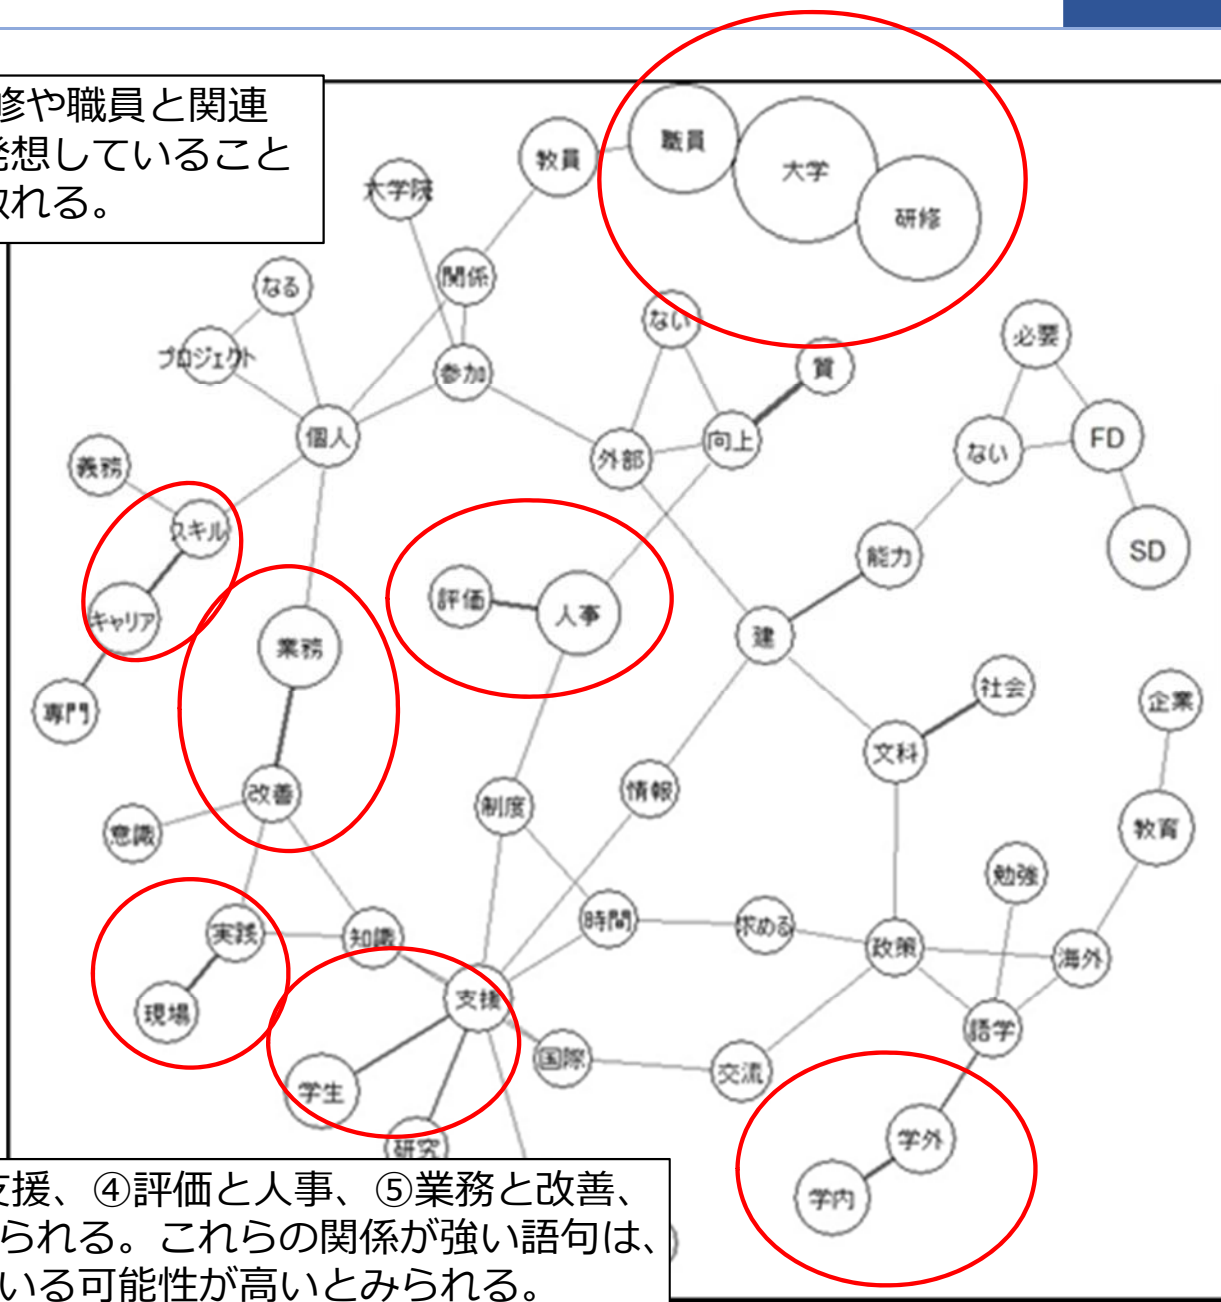 修や職員と関連
発想していること
取れる。
職員
教員
大学
大学院
研修
関係
なる
ない
必要
プロジェクト
参加
質
個人
向上
FD
外部
ない
義務
スキル
SD
能力
評価
人事
キャリア
建
業務
社会
専門
企業
文科
改善
情報
制度
意識
教育
勉強
時間
求める
実践
知識
政策
海外
支援
現場
語学
国際
交流
学生
学外
研究
学内
支援、④評価と人事、⑤業務と改善、
られる。これらの関係が強い語句は、
いる可能性が高いとみられる。